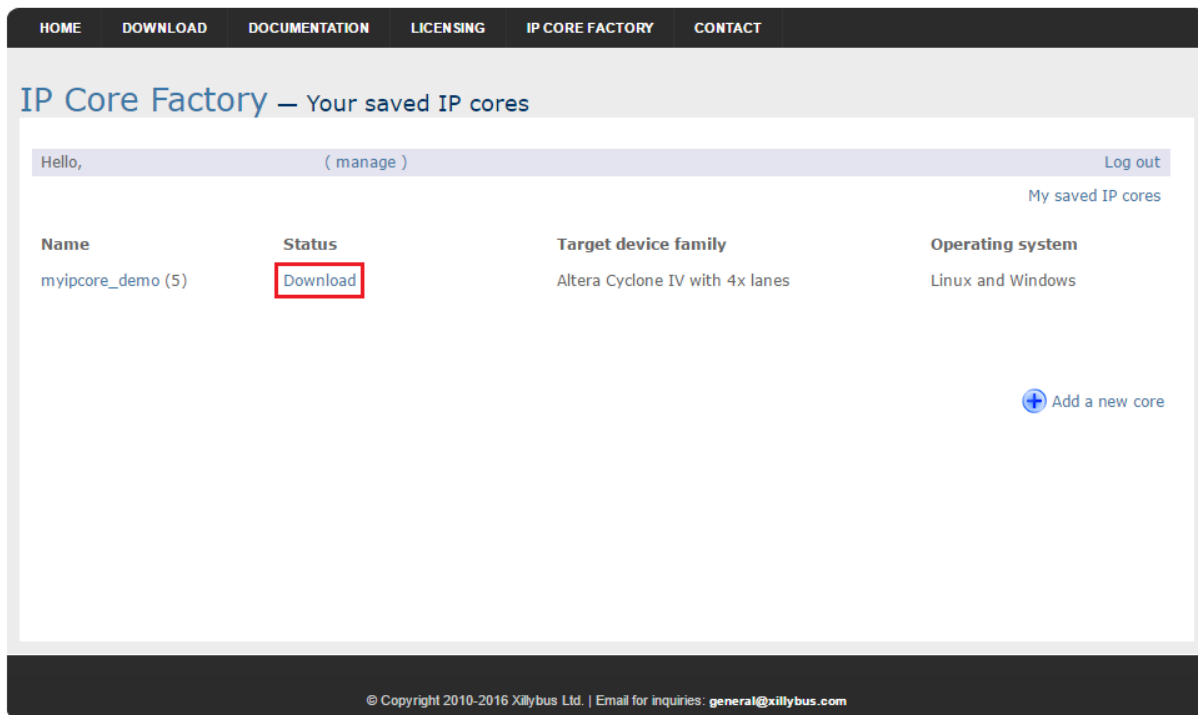 HOME DOWNLOAD DOCUMENTATION LICENSING IP CORE FACTORY CONTACT
IP Core Factory — Your saved IP cores
Hello, ( manage ) Log out
My saved IP cores
Name Status Target device family Operating system
myipcore_demo (5) Download Altera Cyclone IV with 4x lanes Linux and Windows
Add a new core
© Copyright 2010-2016 Xillybus Ltd. | Email for inquiries: general@xillybus.com